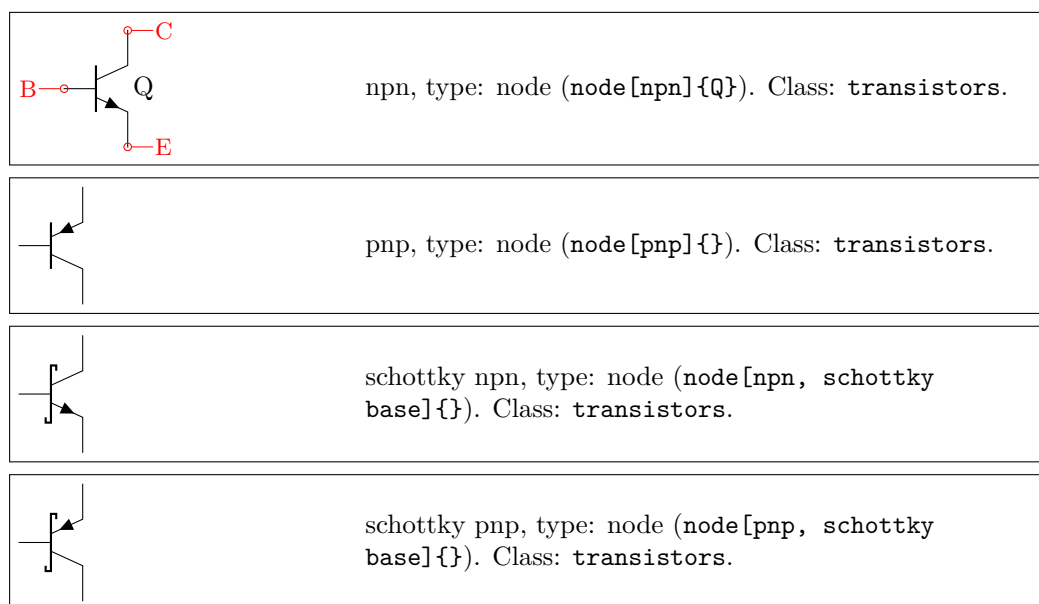 C
B
Q
E
npn, type: node (node[npn]{Q}). Class: transistors.
pnp, type: node (node[pnp]{}). Class: transistors.
schottky npn, type: node (node[npn, schottky
base]{}). Class: transistors.
schottky pnp, type: node (node[pnp, schottky
base]{}). Class: transistors.